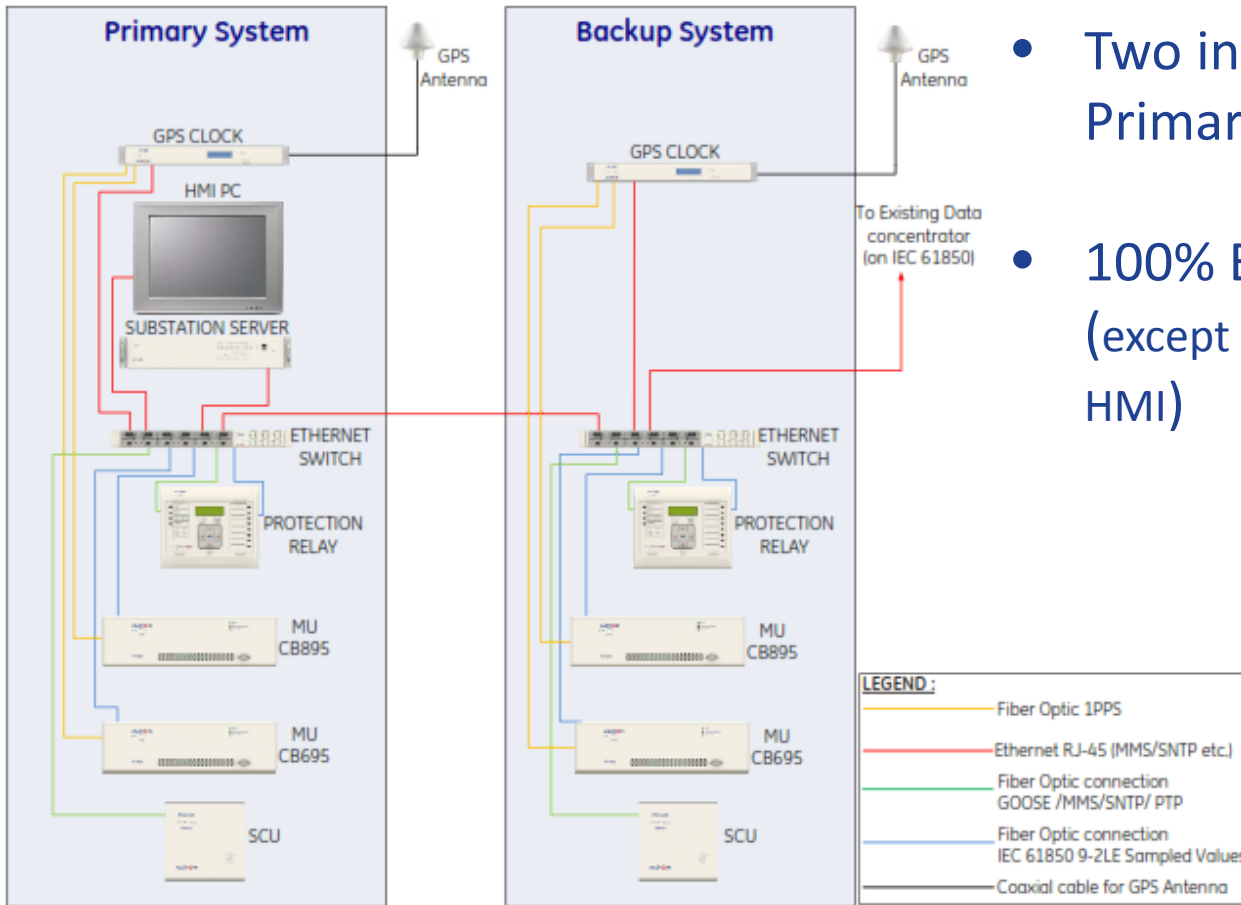 Primary System
GPS
Antenna
GPS CLOCK
HMI PC
SUBSTATION SERVER
ETHERNET
SWITCH
PROTECTION
RELAY
MU
CB895
MU
CB695
SCU
Backup System
GPS
Antenna
GPS CLOCK
To Existing Data
concentrator
(on IEC 61850)
ETHERNET
SWITCH
PROTECTION
RELAY
MU
CB895
MU
CB695
SCU
• Two in
Primar
• 100% E
(except
HMI)
LEGEND :
Fiber Optic 1PPS
Ethernet RJ-45 (MMS/SNTP etc.)
Fiber Optic connection
GOOSE /MMS/SNTP/ PTP
Fiber Optic connection
IEC 61850 9-2LE Sampled Values
Coaxial cable for GPS Antenna